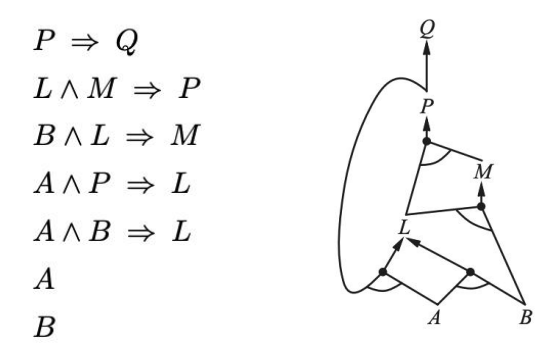 P ⇒ Q
L ∧ M ⇒ P
B ∧ L ⇒ M
A ∧ P ⇒ L
A ∧ B ⇒ L
A
B
Q
P
M
L
A
B